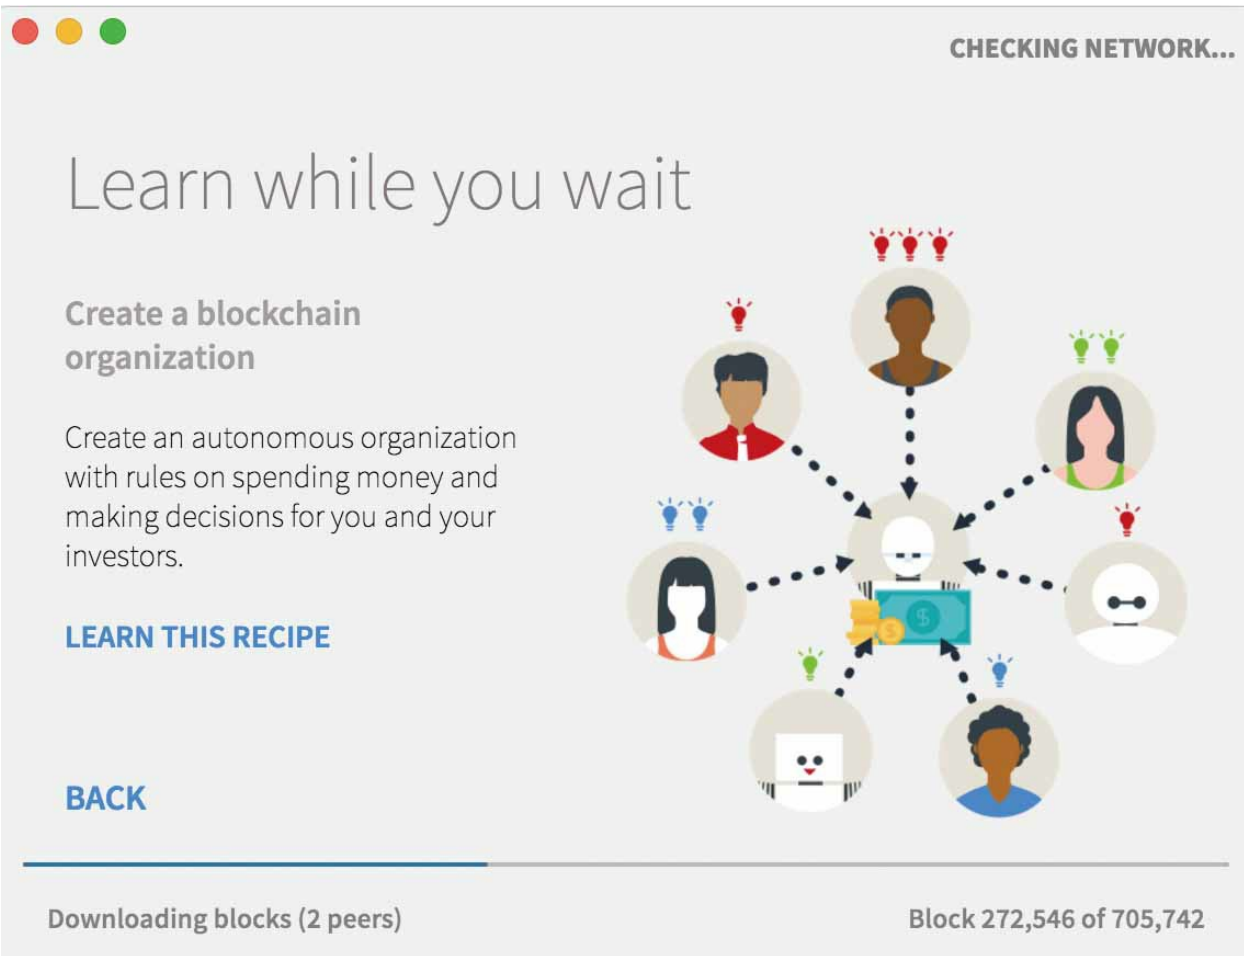 CHECKING NETWORK...
Learn while you wait
Create a blockchain
organization
Create an autonomous organization
with rules on spending money and
making decisions for you and your
investors.
LEARN THIS RECIPE
BACK
Downloading blocks (2 peers)
Block 272,546 of 705,742